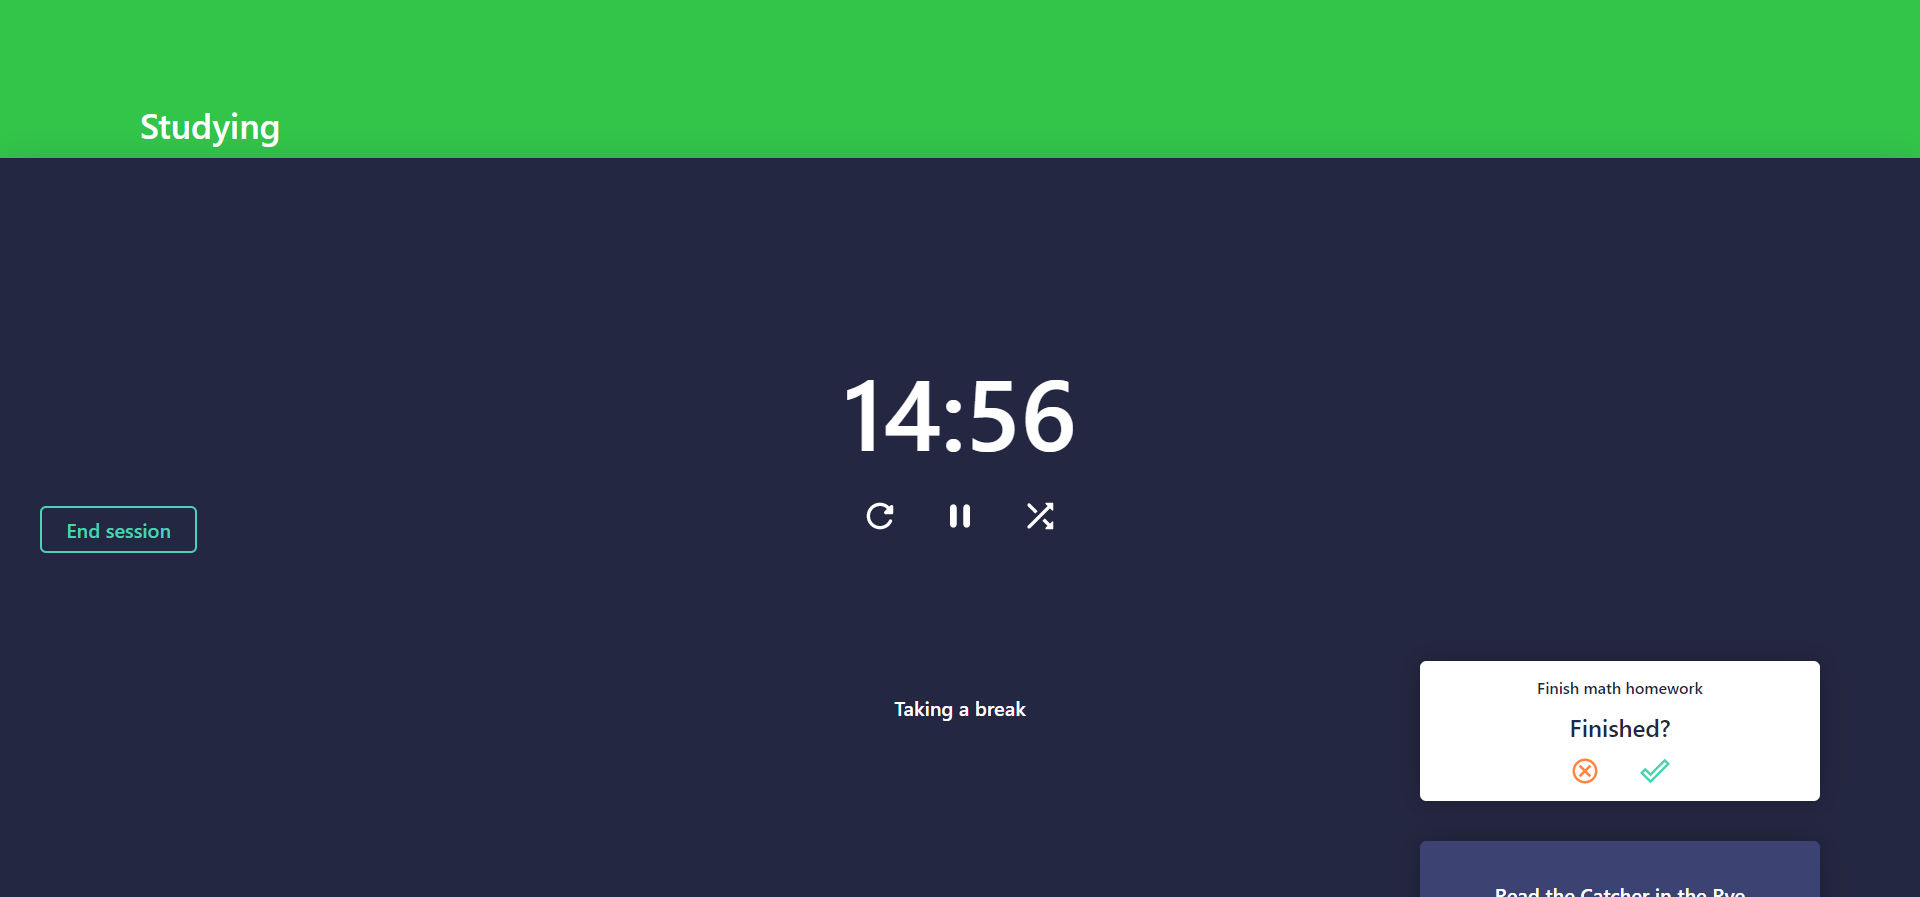 Studying
14:56
End session
Taking a break
Finish math homework
Finished?
Read the Catcher in the Rye